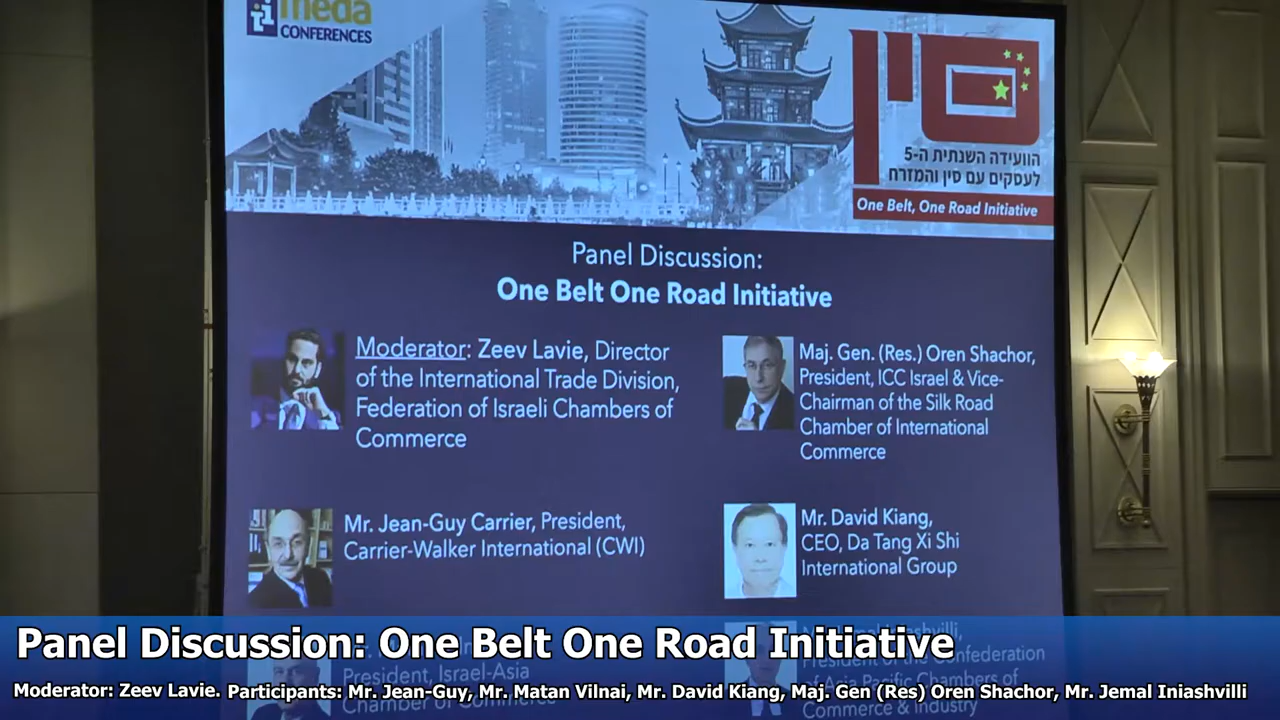 meda
CONFERENCES
סין
הוועידה השנתית ה-5
לעסקים עם סין והמזרח
One Belt, One Road Initiative
Panel Discussion:
One Belt One Road Initiative
Moderator: Zeev Lavie, Director
of the International Trade Division,
Federation of Israeli Chambers of
Commerce
Maj. Gen. (Res.) Oren Shachor,
President, ICC Israel & Vice-
Chairman of the Silk Road
Chamber of International
Commerce
Mr. Jean-Guy Carrier, President,
Carrier-Walker International (CWI)
Mr. David Kiang,
CEO, Da Tang Xi Shi
International Group
President, Israel-Asia
Chamber of Commerce
President of the Confederation
of Asia Pacific Chambers of
Commerce & Industry
Panel Discussion: One Belt One Road Initiative
Moderator: Zeev Lavie. Participants: Mr. Jean-Guy, Mr. Matan Vilnai, Mr. David Kiang, Maj. Gen (Res) Oren Shachor, Mr. Jemal Iniashvilli